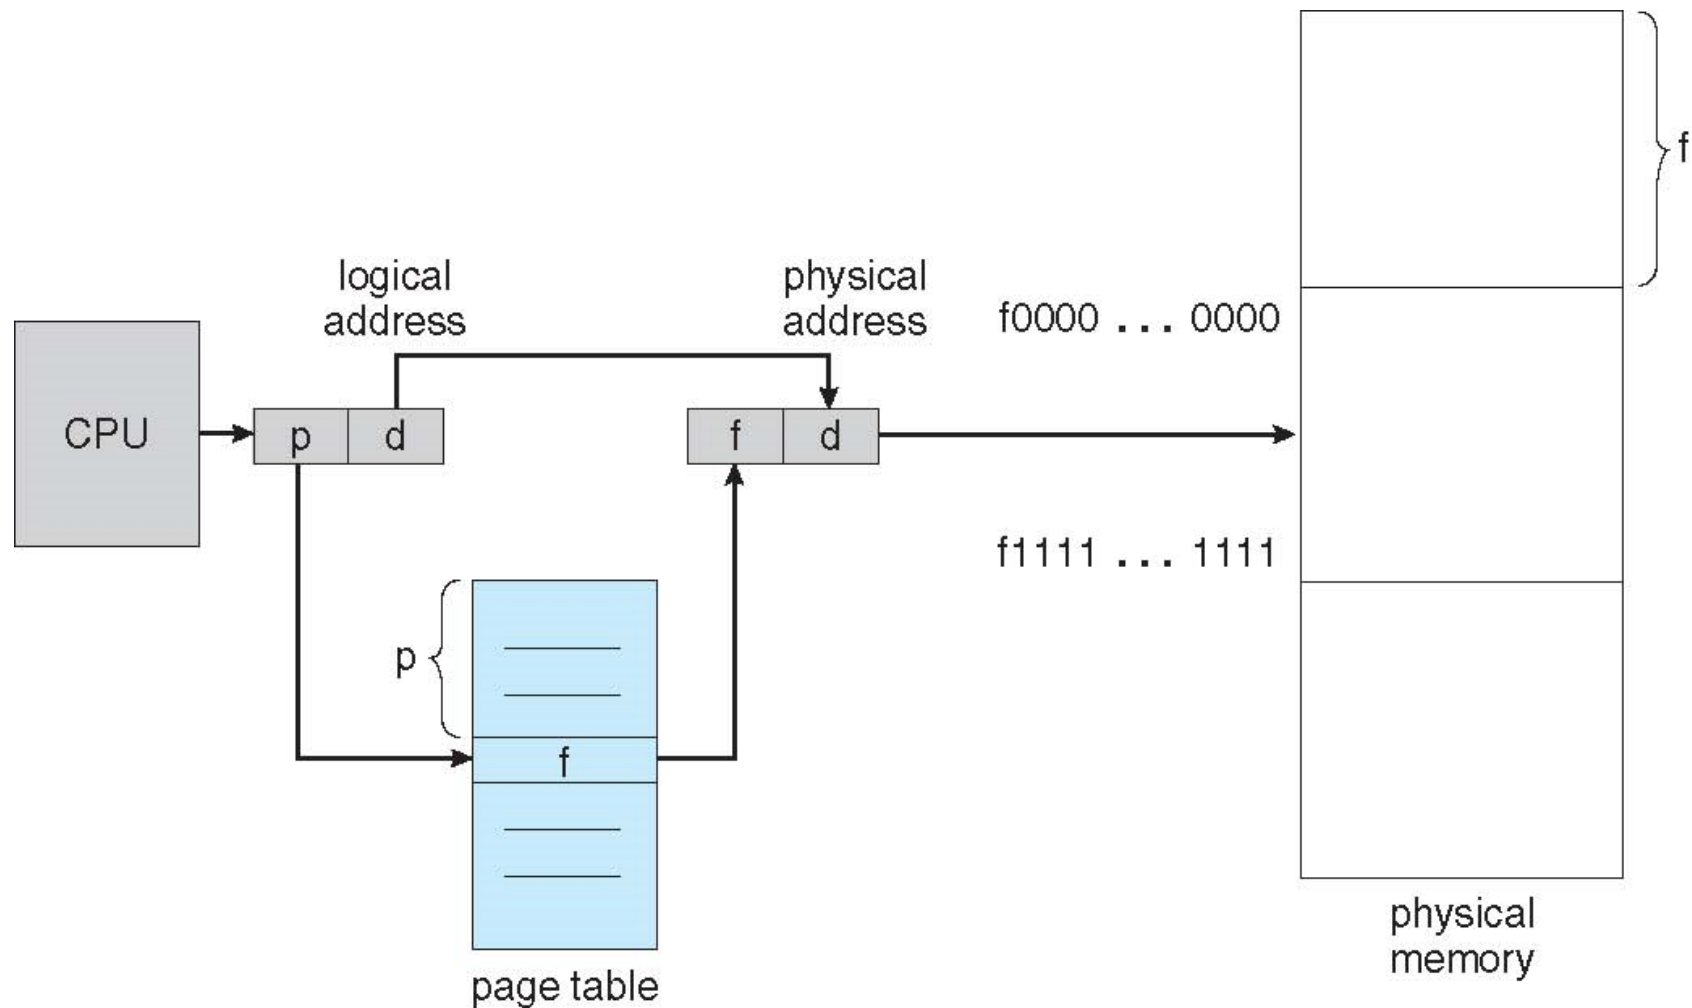 f
logical
address
physical
address
f0000 ... 0000
CPU
p
d
f
d
f1111 ... 1111
p
f
physical
memory
page table